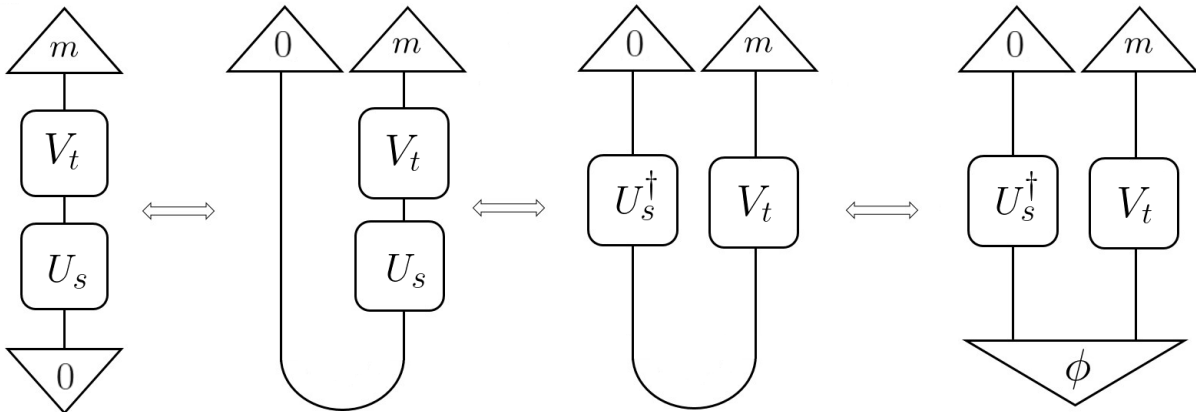 m 0 m 0 m 0 m
V_t V_t U_s^† V_t U_s^† V_t
U_s U_s
0 ϕ